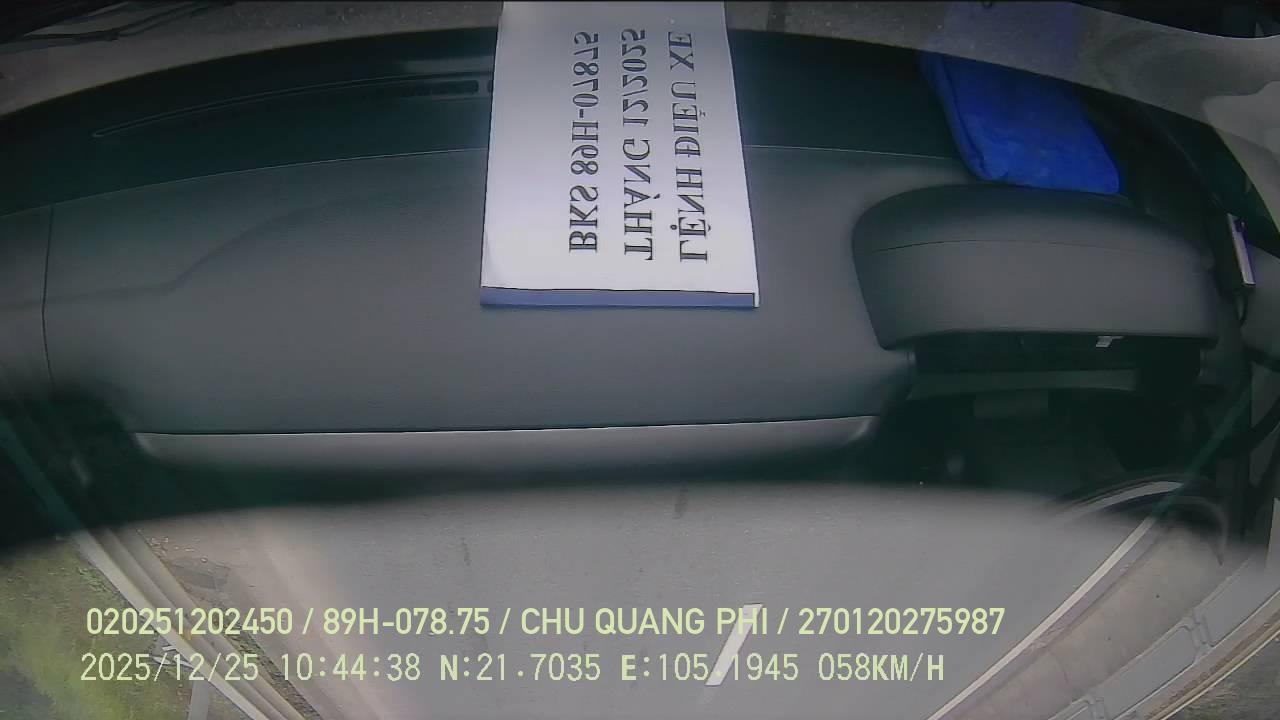 LỆNH ĐIỀU XE
THÁNG 12/2025
BKS 89H-07875
020251202450 / 89H-078.75 / CHU QUANG PHI / 270120275987
2025/12/25 10:44:38 N:21.7035 E:105.1945 058KM/H